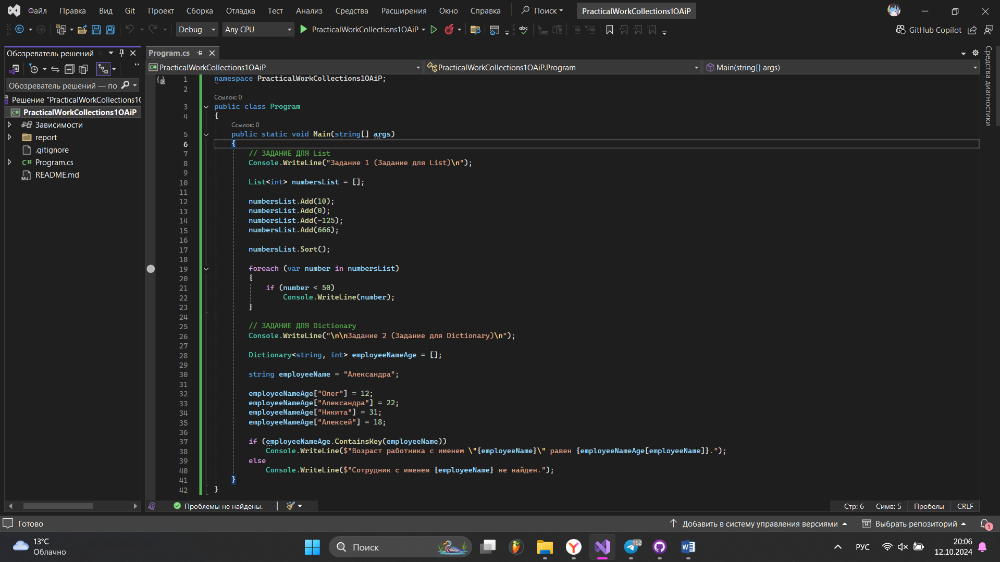 Файл Правка Вид Git Проект Сборка Отладка Тест Анализ Средства Расширения Окно Справка Поиск PracticalWorkCollections1OAiP
Debug Any CPU PracticalWorkCollections1OAiP GitHub Copilot
Обозреватель решений
Обозреватель решений — по
Решение "PracticalWorkCollections1O
PracticalWorkCollections1OAiP
Зависимости
report
.gitignore
Program.cs
README.md
Program.cs
PracticalWorkCollections1OAiP PracticalWorkCollections1OAiP.Program Main(string[] args)
Средства диагностики
1 namespace PracticalWorkCollections1OAiP;
2
Ссылок: 0
3 public class Program
4 {
Ссылок: 0
5 public static void Main(string[] args)
6 {
7 // ЗАДАНИЕ ДЛЯ List
8 Console.WriteLine("Задание 1 (Задание для List)\n");
9
10 List<int> numbersList = [];
11
12 numbersList.Add(10);
13 numbersList.Add(0);
14 numbersList.Add(-125);
15 numbersList.Add(666);
16
17 numbersList.Sort();
18
19 foreach (var number in numbersList)
20 {
21 if (number < 50)
22 Console.WriteLine(number);
23 }
24
25 // ЗАДАНИЕ ДЛЯ Dictionary
26 Console.WriteLine("\n\nЗадание 2 (Задание для Dictionary)\n");
27
28 Dictionary<string, int> employeeNameAge = [];
29
30 string employeeName = "Александра";
31
32 employeeNameAge["Олег"] = 12;
33 employeeNameAge["Александра"] = 22;
34 employeeNameAge["Никита"] = 31;
35 employeeNameAge["Алексей"] = 18;
36
37 if (employeeNameAge.ContainsKey(employeeName))
38 Console.WriteLine($"Возраст работника с именем \"{employeeName}\" равен {employeeNameAge[employeeName]}.");
39 else
40 Console.WriteLine($"Сотрудник с именем {employeeName} не найден.");
41 }
42 }
Проблемы не найдены. Стр: 6 Симв: 5 Пробелы CRLF
Готово Добавить в систему управления версиями Выбрать репозиторий 1
13°C
Облачно
Поиск
162
РУС
20:06
12.10.2024